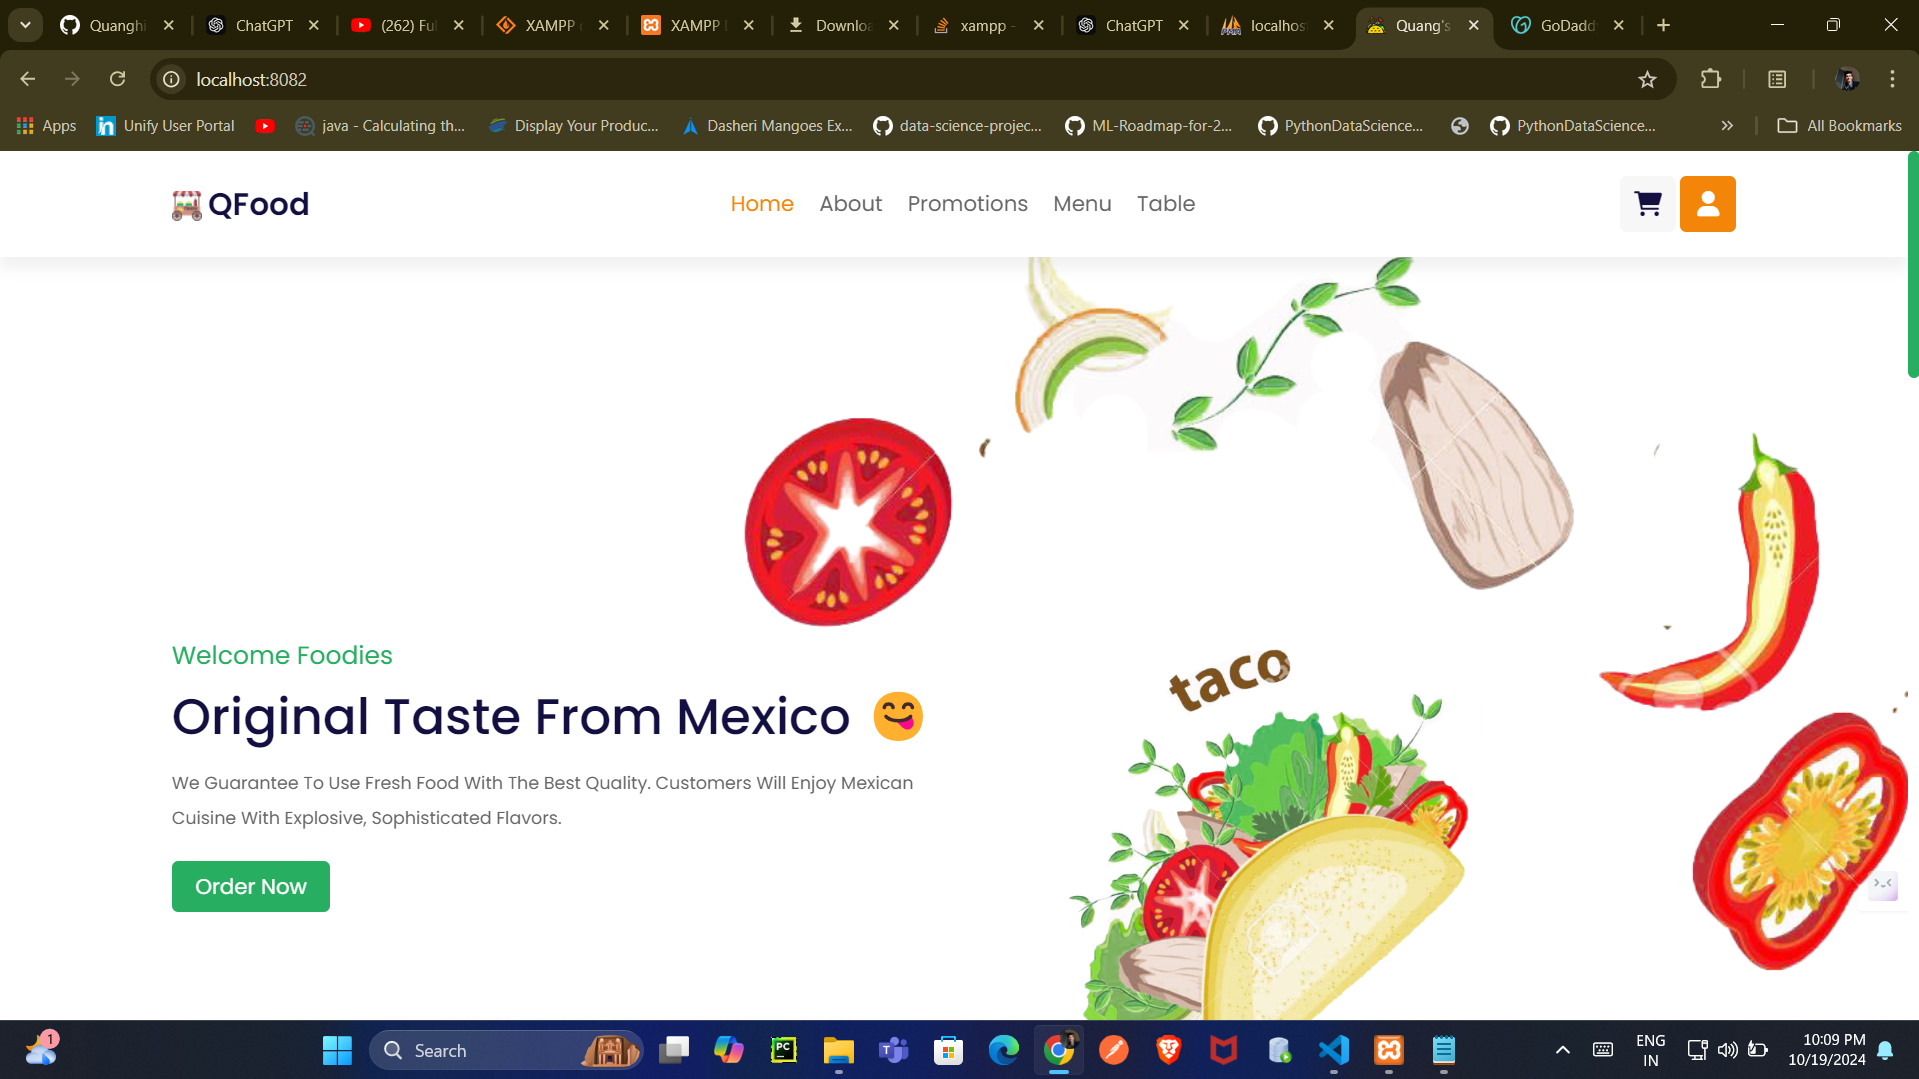 Quangh
ChatGPT
(262) Ful
XAMPP
XAMPP
Downloa
xampp -
ChatGPT
localhos
Quang's
GoDadd
localhost:8082
Apps
Unify User Portal
java - Calculating th...
Display Your Produc...
Dasheri Mangoes Ex...
data-science-projec...
ML-Roadmap-for-2...
PythonDataScience...
PythonDataScience...
All Bookmarks
QFood
Home
About
Promotions
Menu
Table
Welcome Foodies
Original Taste From Mexico 😋
We Guarantee To Use Fresh Food With The Best Quality. Customers Will Enjoy Mexican
Cuisine With Explosive, Sophisticated Flavors.
Order Now
taco
1
Search
ENG
IN
10:09 PM
10/19/2024